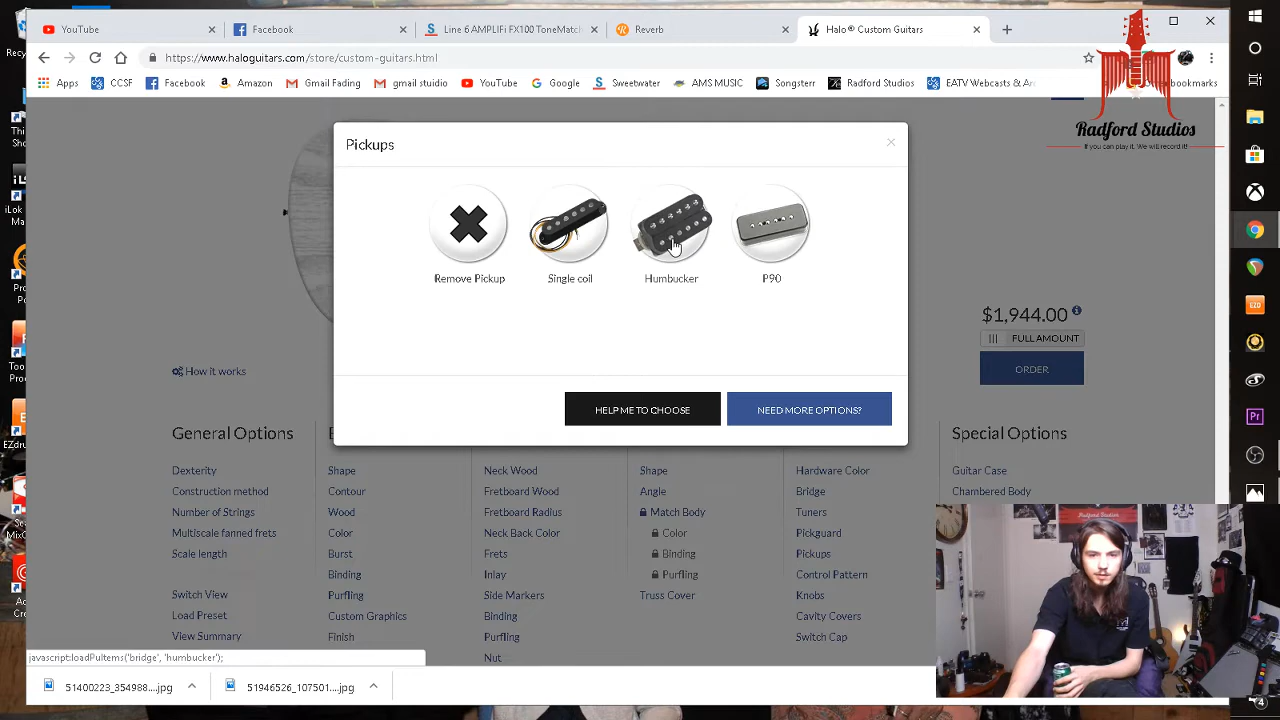 YouTube
Facebook
Line 6 AMPLIFi FX100 ToneMatch
Reverb
Halo® Custom Guitars
https://www.haloguitars.com/store/custom-gu
Apps
CCSF
Facebook
Amazon
Gmail Fading
gmail studio
YouTube
Google
Sweetwater
AMS MUSIC
Songsterr
Radford Studios
EATV Webcasts & Ar
bookmarks
Radford Studios
If you can play it. We will record it!
Pickups
×
Remove Pickup
Single coil
Humbucker
P90
HELP ME TO CHOOSE
NEED MORE OPTIONS?
$1,944.00
FULL AMOUNT
ORDER
How it works
General Options
Dexterity
Construction method
Number of Strings
Multiscale fanned frets
Scale length
Switch View
Load Preset
View Summary
Shape
Contour
Wood
Color
Burst
Binding
Purfling
Custom Graphics
Finish
Neck Wood
Fretboard Wood
Fretboard Radius
Neck Back Color
Frets
Inlay
Side Markers
Binding
Purfling
Nut
Shape
Angle
Match Body
Color
Binding
Purfling
Truss Cover
Hardware Color
Bridge
Tuners
Pickguard
Pickups
Control Pattern
Knobs
Cavity Covers
Switch Cap
Special Options
Guitar Case
Chambered Body
javascript:loadPUItems('bridge', 'humbucker');
51400223_354988....jpg
51946526_107501....jpg
Pr
4